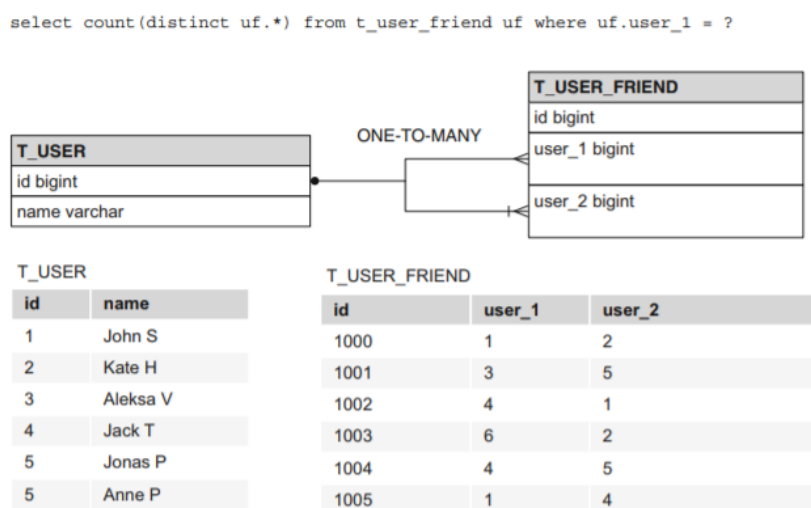 select count(distinct uf.*) from t_user_friend uf where uf.user_1 = ?
T_USER_FRIEND
id bigint
user_1 bigint
user_2 bigint
ONE-TO-MANY
T_USER
id bigint
name varchar
T_USER
id name
1 John S
2 Kate H
3 Aleksa V
4 Jack T
5 Jonas P
5 Anne P
T_USER_FRIEND
id user_1 user_2
1000 1 2
1001 3 5
1002 4 1
1003 6 2
1004 4 5
1005 1 4